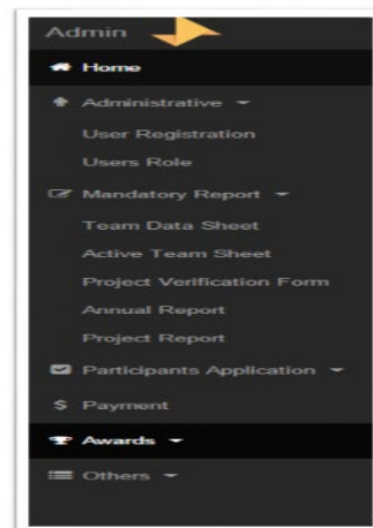 Admin
Home
Administrative
User Registration
Users Role
Mandatory Report
Team Data Sheet
Active Team Sheet
Project Verification Form
Annual Report
Project Report
Participants Application
$ Payment
Awards
Others